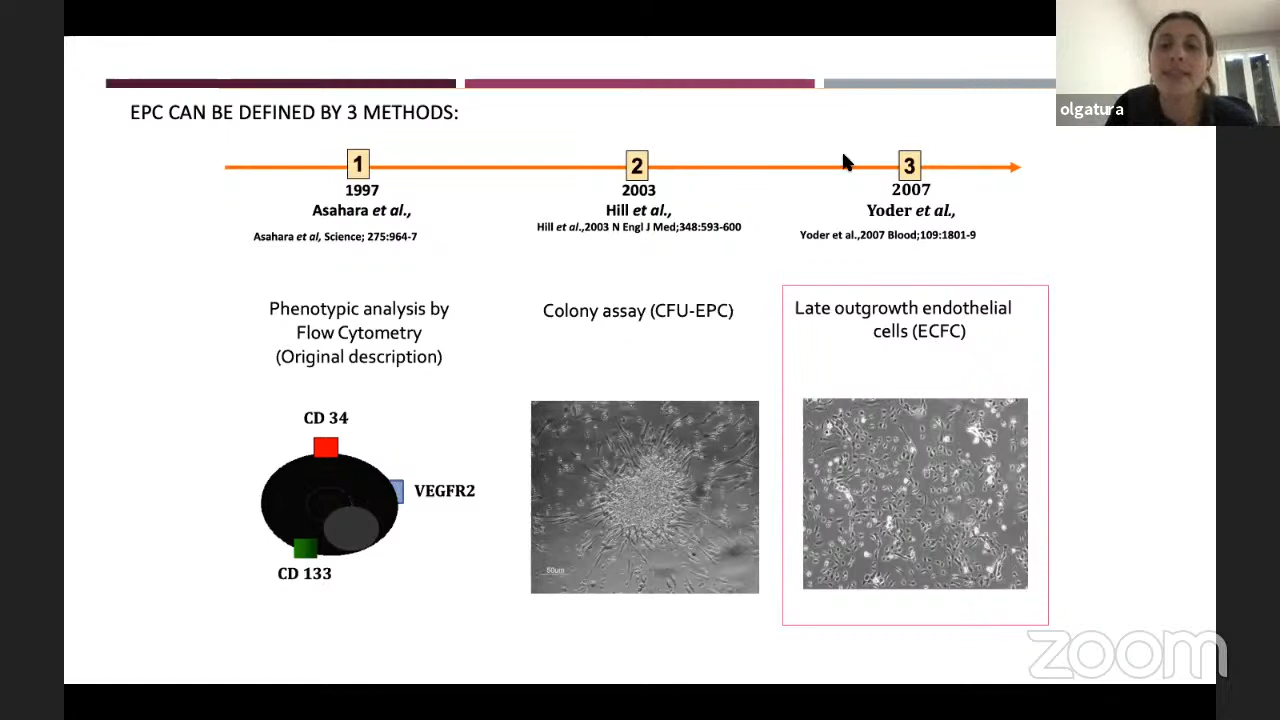 olgatura
EPC CAN BE DEFINED BY 3 METHODS:
1
1997
Asahara et al.,
Asahara et al, Science; 275:964-7
2
2003
Hill et al.,
Hill et al.,2003 N Engl J Med;348:593-600
3
2007
Yoder et al.,
Yoder et al.,2007 Blood;109:1801-9
Phenotypic analysis by
Flow Cytometry
(Original description)
CD 34
VEGFR2
CD 133
Colony assay (CFU-EPC)
50um
Late outgrowth endothelial
cells (ECFC)
zoom